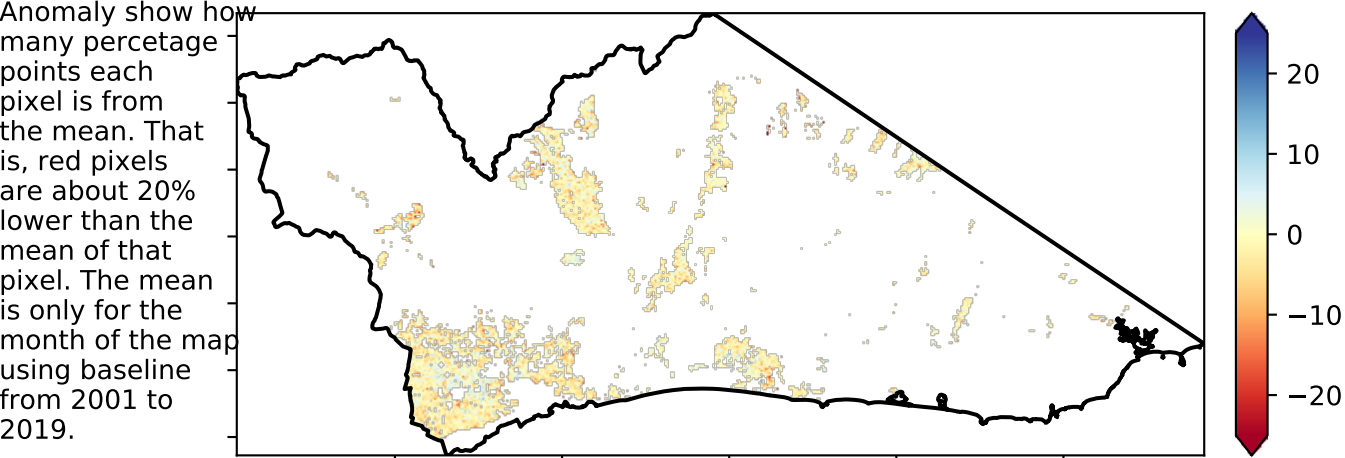 Anomaly show how
many percetage
points each
pixel is from
the mean. That
is, red pixels
are about 20%
lower than the
mean of that
pixel. The mean
is only for the
month of the map
using baseline
from 2001 to
2019.
20
10
0
−10
−20